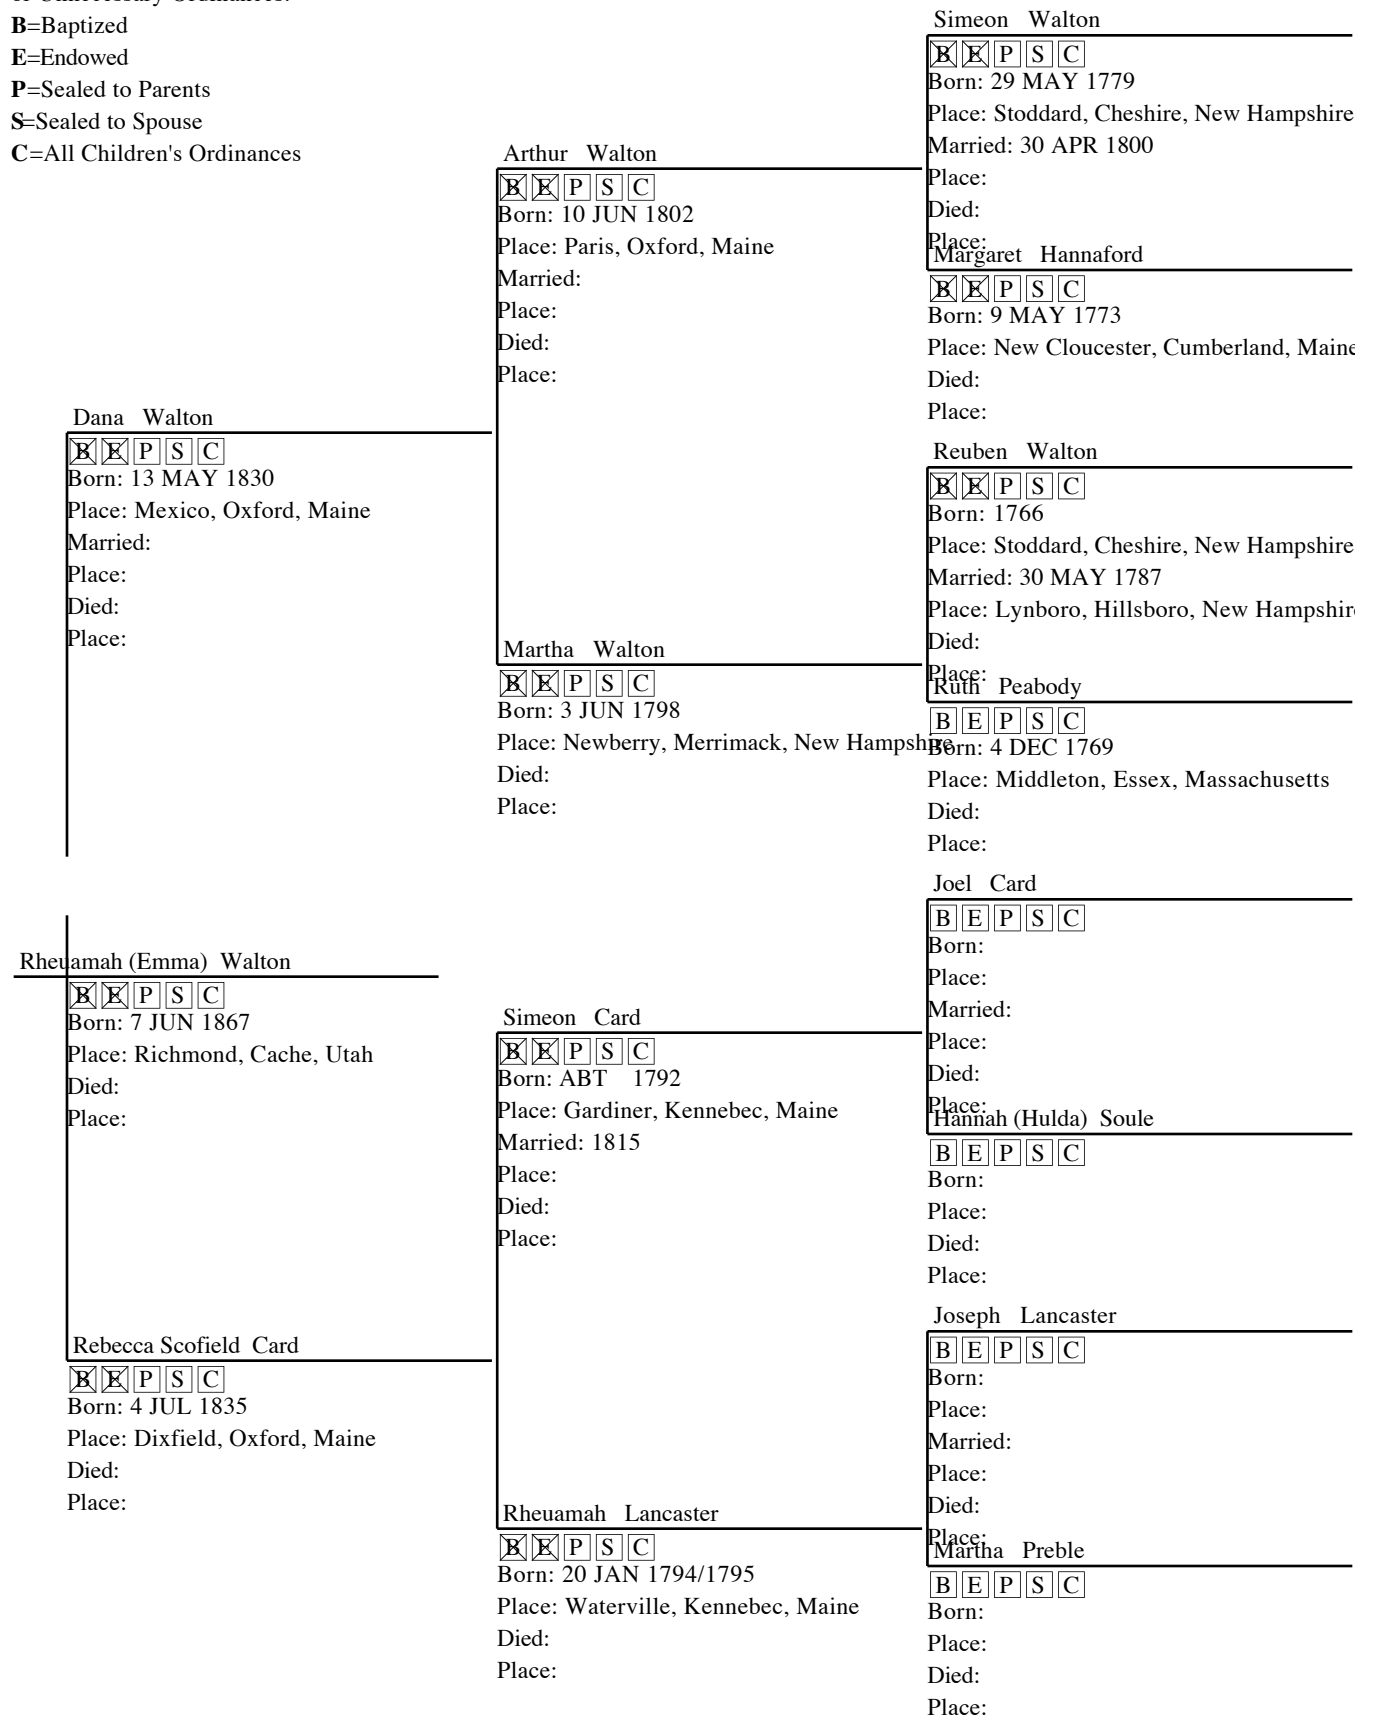 B=Baptized
E=Endowed
P=Sealed to Parents
S=Sealed to Spouse
C=All Children's Ordinances
Simeon Walton
B E P S C
Born: 29 MAY 1779
Place: Stoddard, Cheshire, New Hampshire
Married: 30 APR 1800
Place:
Died:
Place:
Arthur Walton
B E P S C
Born: 10 JUN 1802
Place: Paris, Oxford, Maine
Married:
Place:
Died:
Place:
Margaret Hannaford
B E P S C
Born: 9 MAY 1773
Place: New Cloucester, Cumberland, Maine
Died:
Place:
Dana Walton
B E P S C
Born: 13 MAY 1830
Place: Mexico, Oxford, Maine
Married:
Place:
Died:
Place:
Reuben Walton
B E P S C
Born: 1766
Place: Stoddard, Cheshire, New Hampshire
Married: 30 MAY 1787
Place: Lynboro, Hillsboro, New Hampshir
Died:
Place:
Martha Walton
B E P S C
Born: 3 JUN 1798
Place: Newberry, Merrimack, New Hampshire
Died:
Place:
Ruth Peabody
B E P S C
Born: 4 DEC 1769
Place: Middleton, Essex, Massachusetts
Died:
Place:
Joel Card
B E P S C
Born:
Place:
Married:
Place:
Died:
Place:
Rheuamah (Emma) Walton
B E P S C
Born: 7 JUN 1867
Place: Richmond, Cache, Utah
Died:
Place:
Simeon Card
B E P S C
Born: ABT 1792
Place: Gardiner, Kennebec, Maine
Married: 1815
Place:
Died:
Place:
Hannah (Hulda) Soule
B E P S C
Born:
Place:
Died:
Place:
Joseph Lancaster
B E P S C
Born:
Place:
Married:
Place:
Died:
Place:
Rebecca Scofield Card
B E P S C
Born: 4 JUL 1835
Place: Dixfield, Oxford, Maine
Died:
Place:
Rheuamah Lancaster
B E P S C
Born: 20 JAN 1794/1795
Place: Waterville, Kennebec, Maine
Died:
Place:
Martha Preble
B E P S C
Born:
Place:
Died:
Place: